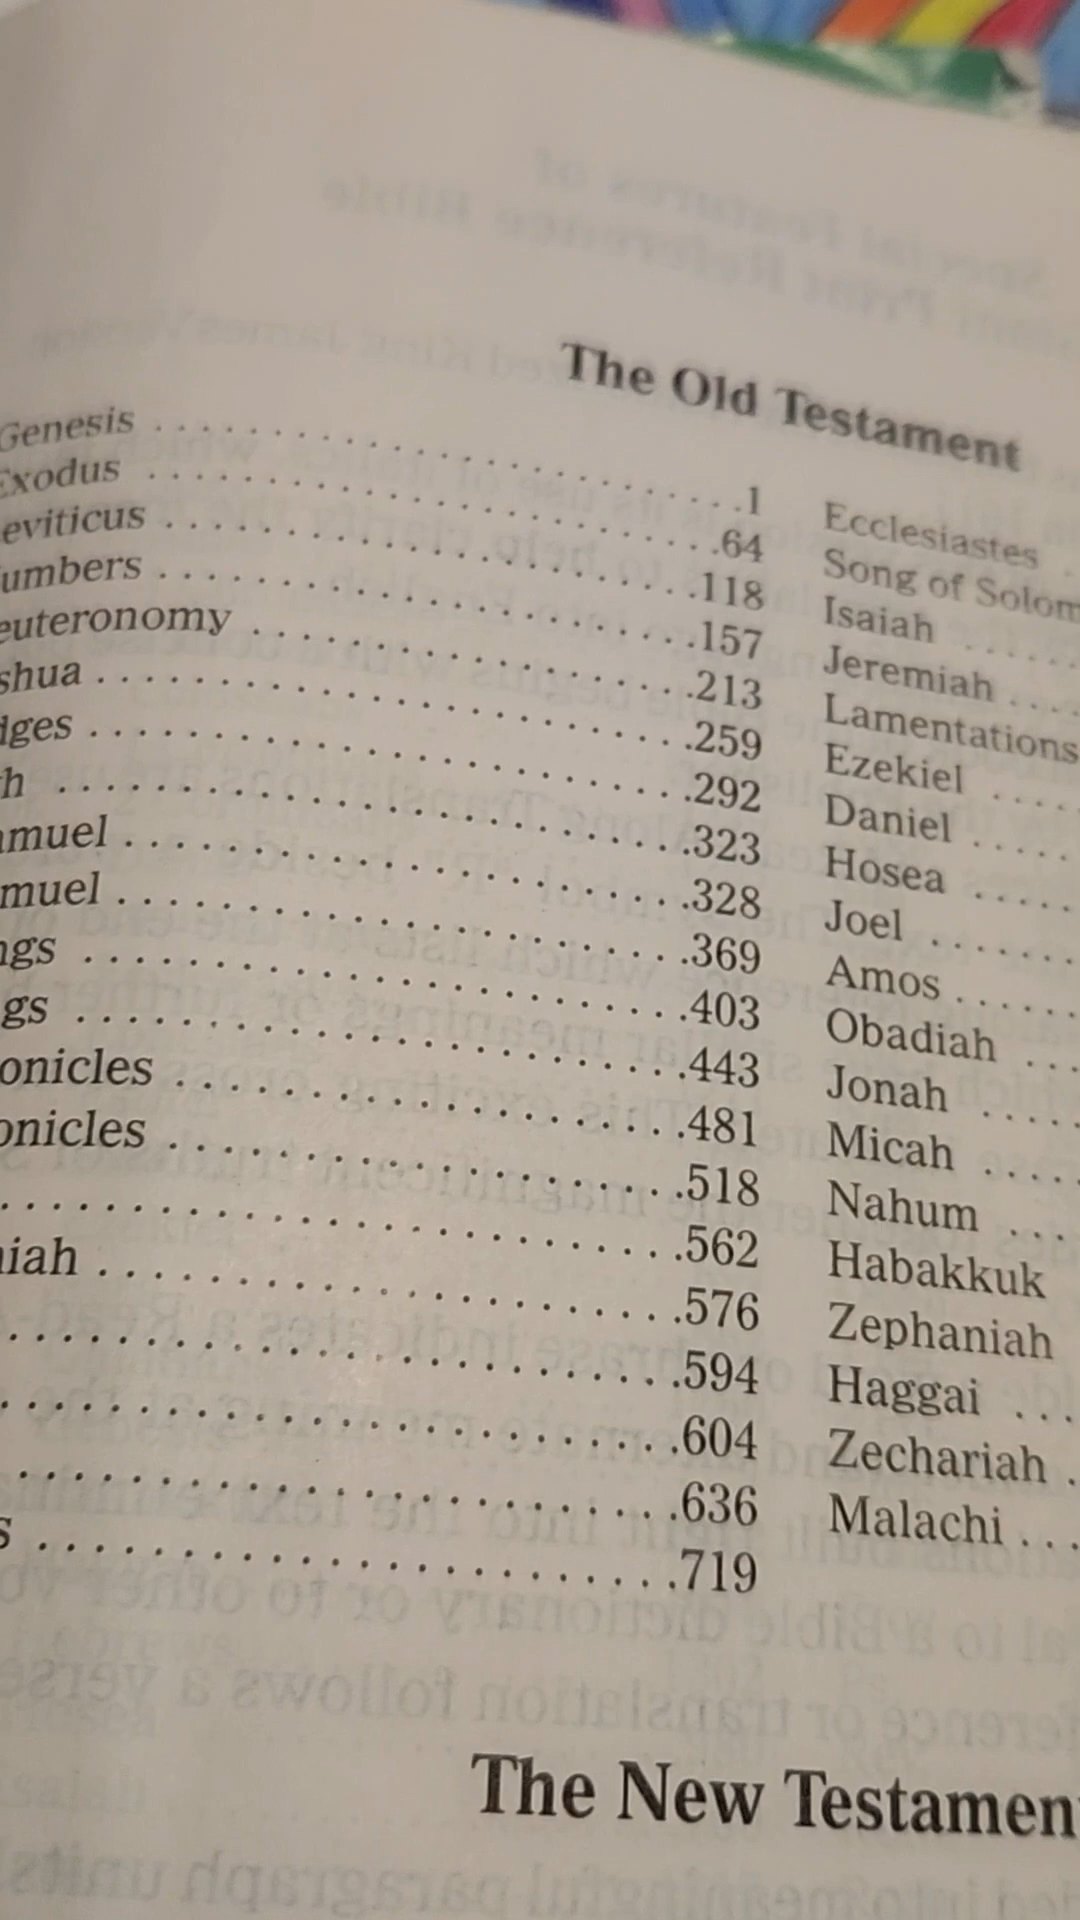 The Old Testament
Genesis . . . . . . . . . . . . . . . . . . . . . .1
Exodus . . . . . . . . . . . . . . . . . . . . . .64
eviticus . . . . . . . . . . . . . . . . . . . . .118
umbers . . . . . . . . . . . . . . . . . . . . .157
euteronomy . . . . . . . . . . . . . . . . .213
shua . . . . . . . . . . . . . . . . . . . . . . .259
dges . . . . . . . . . . . . . . . . . . . . . . .292
h . . . . . . . . . . . . . . . . . . . . . . . .323
amuel . . . . . . . . . . . . . . . . . . . . .328
muel . . . . . . . . . . . . . . . . . . . . . .369
ngs . . . . . . . . . . . . . . . . . . . . . . .403
gs . . . . . . . . . . . . . . . . . . . . . . .443
onicles . . . . . . . . . . . . . . . . . . .481
onicles . . . . . . . . . . . . . . . . . . .518
. . . . . . . . . . . . . . . . . . . . . . . . .562
iah . . . . . . . . . . . . . . . . . . . . . .576
. . . . . . . . . . . . . . . . . . . . . . . . .594
. . . . . . . . . . . . . . . . . . . . . . . . .604
. . . . . . . . . . . . . . . . . . . . . . . . .636
s . . . . . . . . . . . . . . . . . . . . . . . .719
Ecclesiastes .
Song of Solom
Isaiah . . . . . .
Jeremiah . . . .
Lamentations
Ezekiel . . . .
Daniel . . . . .
Hosea . . . . .
Joel . . . . . . .
Amos . . . . . .
Obadiah . . .
Jonah . . . . .
Micah . . . . .
Nahum . . .
Habakkuk
Zephaniah
Haggai . . .
Zechariah .
Malachi . . .
The New Testamen